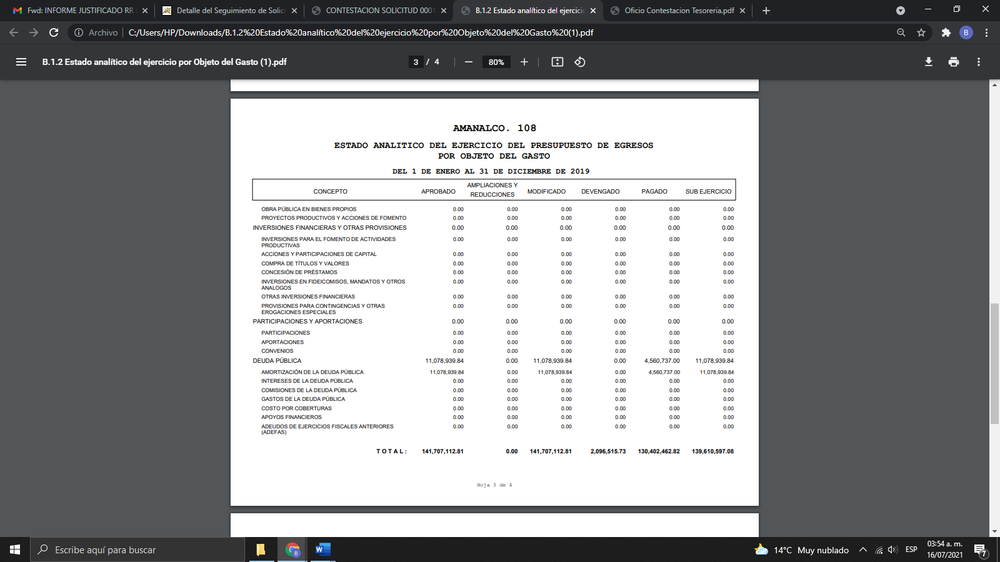 Fwd: INFORME JUSTIFICADO RR
Detalle del Seguimiento de Solici
CONTESTACION SOLICITUD 0001
B.1.2 Estado analítico del ejercicio
Oficio Contestacion Tesoreria.pdf
Archivo
C:/Users/HP/Downloads/B.1.2%20Estado%20analítico%20del%20ejercicio%20por%20Objeto%20del%20Gasto%20(1).pdf
B
B.1.2 Estado analítico del ejercicio por Objeto del Gasto (1).pdf
3 / 4
80%
AMANALCO. 108
ESTADO ANALITICO DEL EJERCICIO DEL PRESUPUESTO DE EGRESOS
POR OBJETO DEL GASTO
DEL 1 DE ENERO AL 31 DE DICIEMBRE DE 2019
CONCEPTO APROBADO AMPLIACIONES Y REDUCCIONES MODIFICADO DEVENGADO PAGADO SUB EJERCICIO
OBRA PÚBLICA EN BIENES PROPIOS 0.00 0.00 0.00 0.00 0.00 0.00
PROYECTOS PRODUCTIVOS Y ACCIONES DE FOMENTO 0.00 0.00 0.00 0.00 0.00 0.00
INVERSIONES FINANCIERAS Y OTRAS PROVISIONES 0.00 0.00 0.00 0.00 0.00 0.00
INVERSIONES PARA EL FOMENTO DE ACTIVIDADES 0.00 0.00 0.00 0.00 0.00 0.00
PRODUCTIVAS
ACCIONES Y PARTICIPACIONES DE CAPITAL 0.00 0.00 0.00 0.00 0.00 0.00
COMPRA DE TÍTULOS Y VALORES 0.00 0.00 0.00 0.00 0.00 0.00
CONCESIÓN DE PRÉSTAMOS 0.00 0.00 0.00 0.00 0.00 0.00
INVERSIONES EN FIDEICOMISOS, MANDATOS Y OTROS 0.00 0.00 0.00 0.00 0.00 0.00
ANALOGOS
OTRAS INVERSIONES FINANCIERAS 0.00 0.00 0.00 0.00 0.00 0.00
PROVISIONES PARA CONTINGENCIAS Y OTRAS 0.00 0.00 0.00 0.00 0.00 0.00
EROGACIONES ESPECIALES
PARTICIPACIONES Y APORTACIONES 0.00 0.00 0.00 0.00 0.00 0.00
PARTICIPACIONES 0.00 0.00 0.00 0.00 0.00 0.00
APORTACIONES 0.00 0.00 0.00 0.00 0.00 0.00
CONVENIOS 0.00 0.00 0.00 0.00 0.00 0.00
DEUDA PÚBLICA 11,078,939.84 0.00 11,078,939.84 0.00 4,560,737.00 11,078,939.84
AMORTIZACIÓN DE LA DEUDA PÚBLICA 11,078,939.84 0.00 11,078,939.84 0.00 4,560,737.00 11,078,939.84
INTERESES DE LA DEUDA PÚBLICA 0.00 0.00 0.00 0.00 0.00 0.00
COMISIONES DE LA DEUDA PÚBLICA 0.00 0.00 0.00 0.00 0.00 0.00
GASTOS DE LA DEUDA PÚBLICA 0.00 0.00 0.00 0.00 0.00 0.00
COSTO POR COBERTURAS 0.00 0.00 0.00 0.00 0.00 0.00
APOYOS FINANCIEROS 0.00 0.00 0.00 0.00 0.00 0.00
ADEUDOS DE EJERCICIOS FISCALES ANTERIORES 0.00 0.00 0.00 0.00 0.00 0.00
(ADEFAS)
T O T A L : 141,707,112.81 0.00 141,707,112.81 2,096,515.73 130,402,462.82 139,610,597.08
Hoja 3 de 4
Escribe aquí para buscar
B
W
14°C Muy nublado
ESP
03:54 a. m.
16/07/2021
7